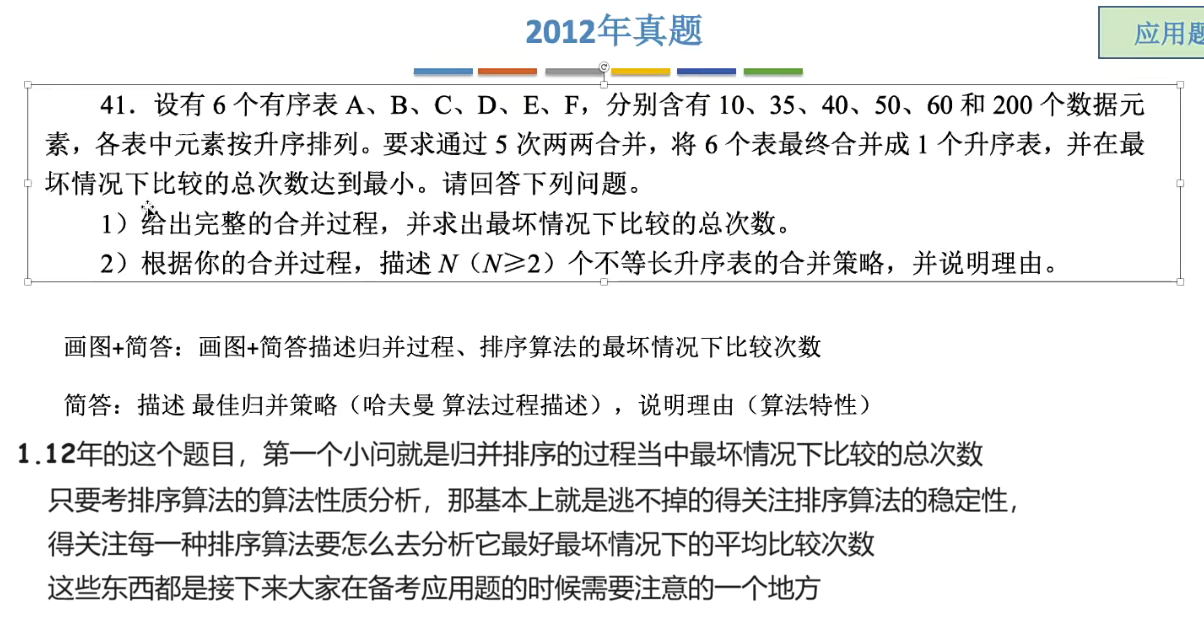 2012年真题
应用题
41．设有 6 个有序表 A、B、C、D、E、F，分别含有 10、35、40、50、60 和 200 个数据元
素，各表中元素按升序排列。要求通过 5 次两两合并，将 6 个表最终合并成 1 个升序表，并在最
坏情况下比较的总次数达到最小。请回答下列问题。
1）给出完整的合并过程，并求出最坏情况下比较的总次数。
2）根据你的合并过程，描述 N（N≥2）个不等长升序表的合并策略，并说明理由。
画图+简答：画图+简答描述归并过程、排序算法的最坏情况下比较次数
简答：描述 最佳归并策略（哈夫曼 算法过程描述），说明理由（算法特性）
1.12年的这个题目，第一个小问就是归并排序的过程当中最坏情况下比较的总次数
只要考排序算法的算法性质分析，那基本上就是逃不掉的得关注排序算法的稳定性，
得关注每一种排序算法要怎么去分析它最好最坏情况下的平均比较次数
这些东西都是接下来大家在备考应用题的时候需要注意的一个地方